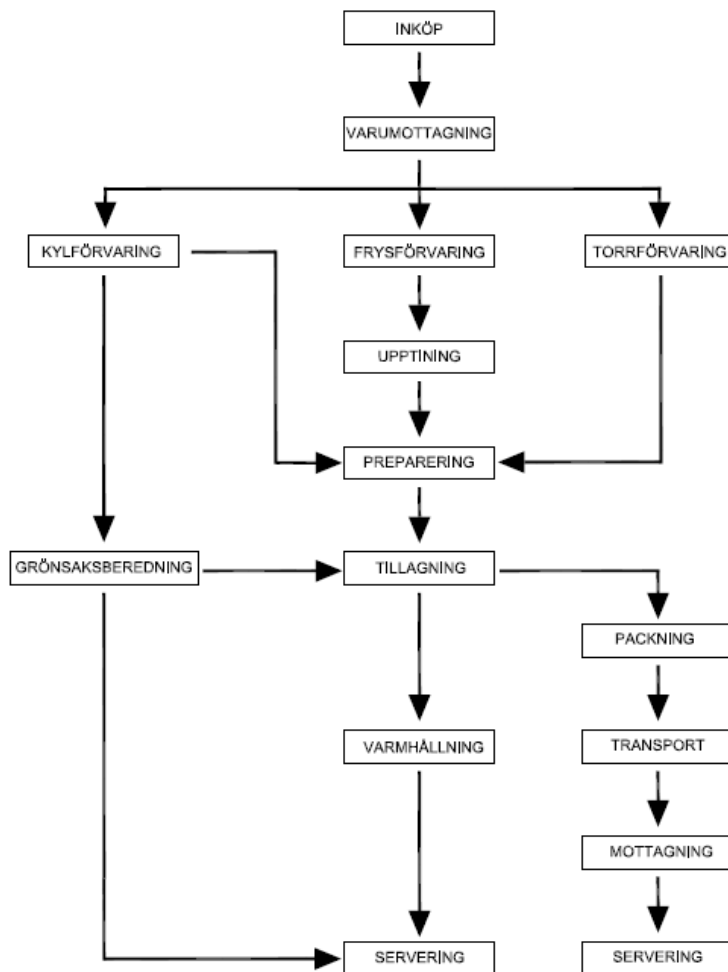 INKÖP
VARUMOTTAGNING
KYLFÖRVARING
FRYSFÖRVARING
TORRFÖRVARING
UPPTINING
PREPARERING
GRÖNSAKSBEREDNING
TILLAGNING
PACKNING
VARMHÅLLNING
TRANSPORT
MOTTAGNING
SERVERING
SERVERING